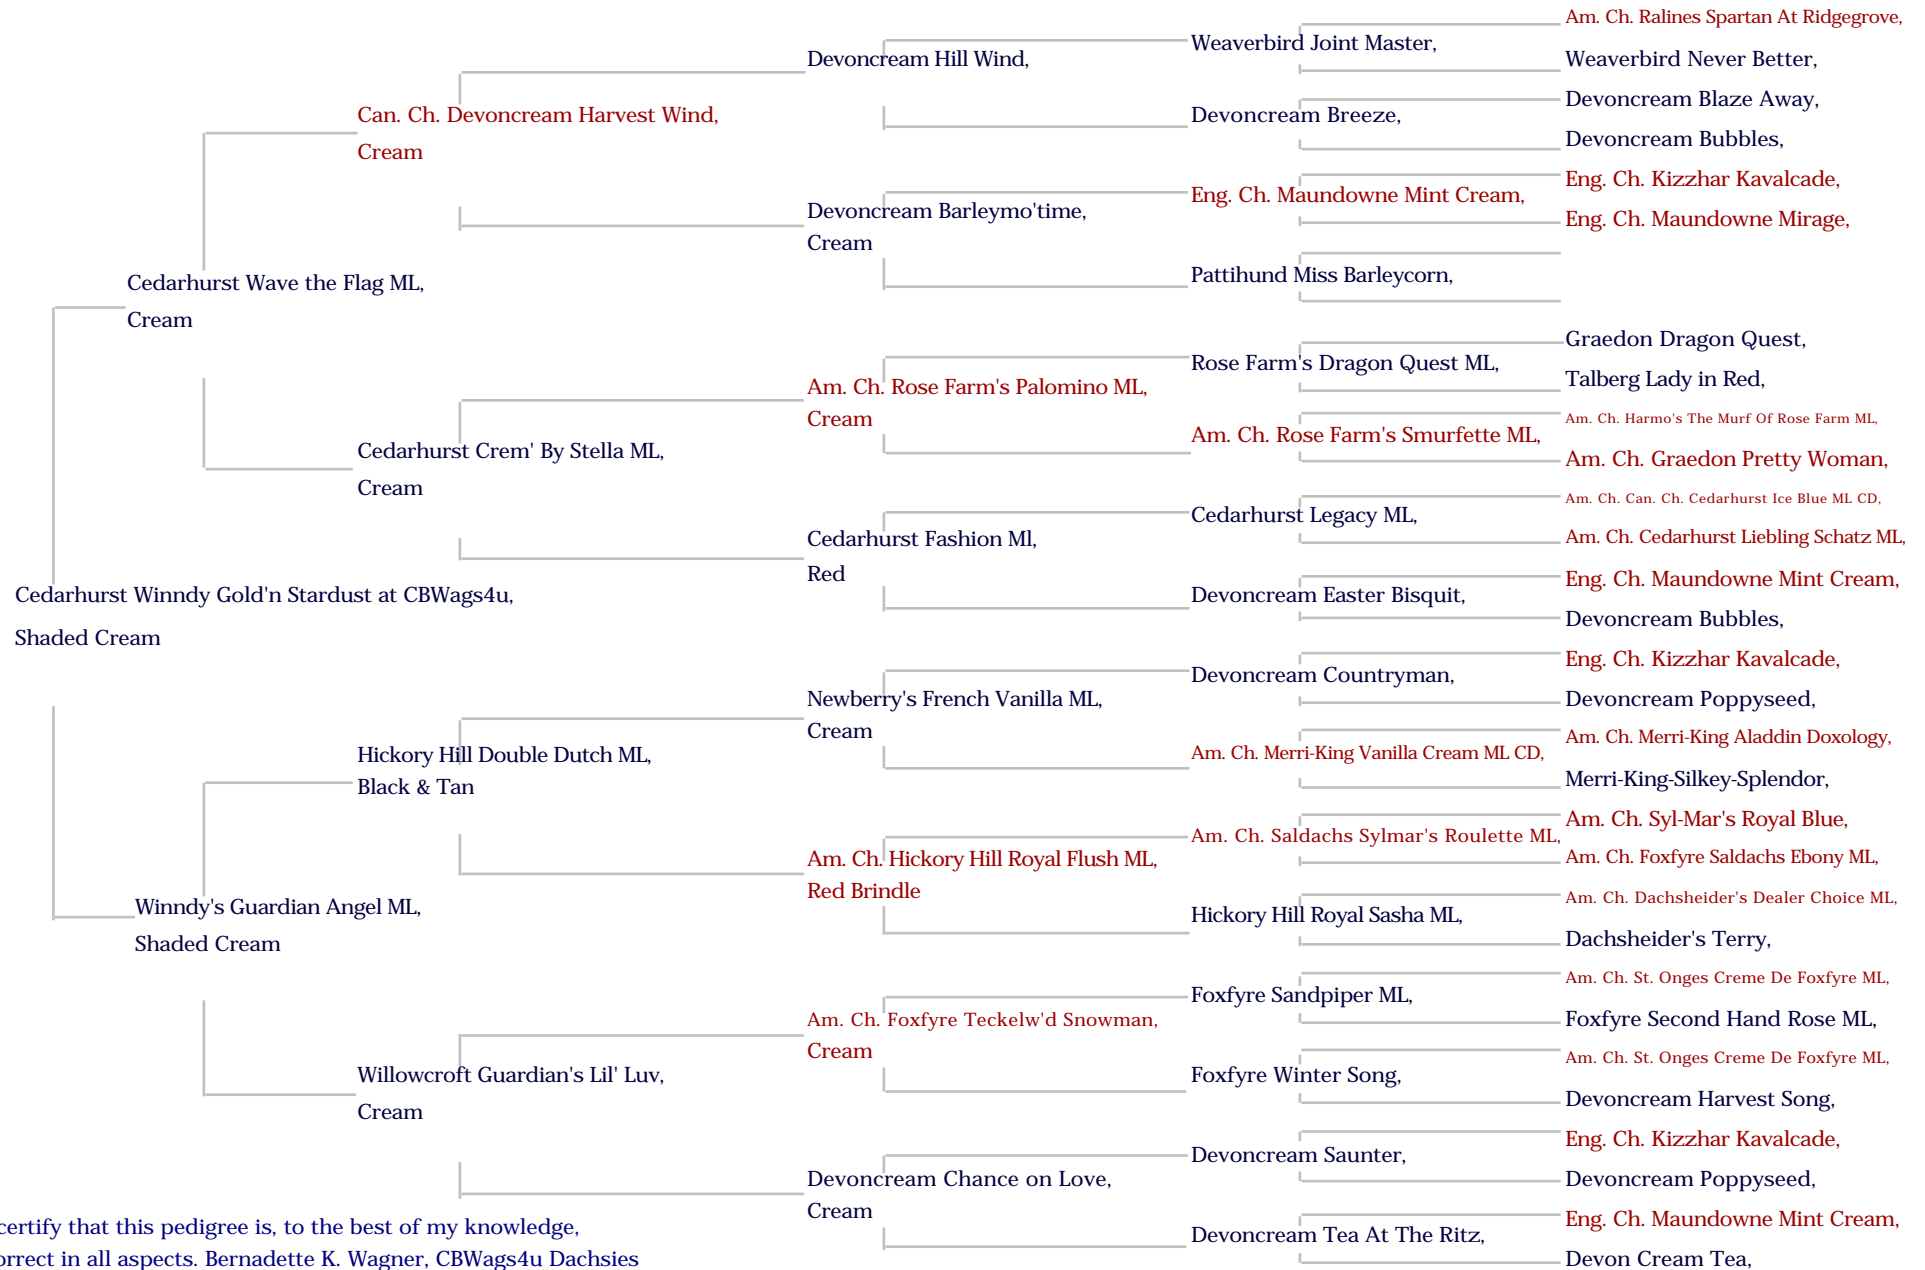 Cedarhurst Winndy Gold'n Stardust at CBWags4u,
Shaded Cream
Cedarhurst Wave the Flag ML,
Cream
Winndy's Guardian Angel ML,
Shaded Cream
Can. Ch. Devoncream Harvest Wind,
Cream
Cedarhurst Crem' By Stella ML,
Cream
Hickory Hill Double Dutch ML,
Black & Tan
Willowcroft Guardian's Lil' Luv,
Cream
Devoncream Hill Wind,
Devoncream Barleymo'time,
Cream
Am. Ch. Rose Farm's Palomino ML,
Cream
Cedarhurst Fashion Ml,
Red
Newberry's French Vanilla ML,
Cream
Am. Ch. Hickory Hill Royal Flush ML,
Red Brindle
Am. Ch. Foxfyre Teckelw'd Snowman,
Cream
Devoncream Chance on Love,
Cream
Weaverbird Joint Master,
Devoncream Breeze,
Eng. Ch. Maundowne Mint Cream,
Pattihund Miss Barleycorn,
Rose Farm's Dragon Quest ML,
Am. Ch. Rose Farm's Smurfette ML,
Cedarhurst Legacy ML,
Devoncream Easter Bisquit,
Devoncream Countryman,
Am. Ch. Merri-King Vanilla Cream ML CD,
Am. Ch. Saldachs Sylmar's Roulette ML,
Hickory Hill Royal Sasha ML,
Foxfyre Sandpiper ML,
Foxfyre Winter Song,
Devoncream Saunter,
Devoncream Tea At The Ritz,
Am. Ch. Ralines Spartan At Ridgegrove,
Weaverbird Never Better,
Devoncream Blaze Away,
Devoncream Bubbles,
Eng. Ch. Kizzhar Kavalcade,
Eng. Ch. Maundowne Mirage,
Graedon Dragon Quest,
Talberg Lady in Red,
Am. Ch. Harmo's The Murf Of Rose Farm ML,
Am. Ch. Graedon Pretty Woman,
Am. Ch. Can. Ch. Cedarhurst Ice Blue ML CD,
Am. Ch. Cedarhurst Liebling Schatz ML,
Eng. Ch. Maundowne Mint Cream,
Devoncream Bubbles,
Eng. Ch. Kizzhar Kavalcade,
Devoncream Poppyseed,
Am. Ch. Merri-King Aladdin Doxology,
Merri-King-Silkey-Splendor,
Am. Ch. Syl-Mar's Royal Blue,
Am. Ch. Foxfyre Saldachs Ebony ML,
Am. Ch. Dachsheider's Dealer Choice ML,
Dachsheider's Terry,
Am. Ch. St. Onges Creme De Foxfyre ML,
Foxfyre Second Hand Rose ML,
Am. Ch. St. Onges Creme De Foxfyre ML,
Devoncream Harvest Song,
Eng. Ch. Kizzhar Kavalcade,
Devoncream Poppyseed,
Eng. Ch. Maundowne Mint Cream,
Devon Cream Tea,
certify that this pedigree is, to the best of my knowledge,
orrect in all aspects. Bernadette K. Wagner, CBWags4u Dachsies